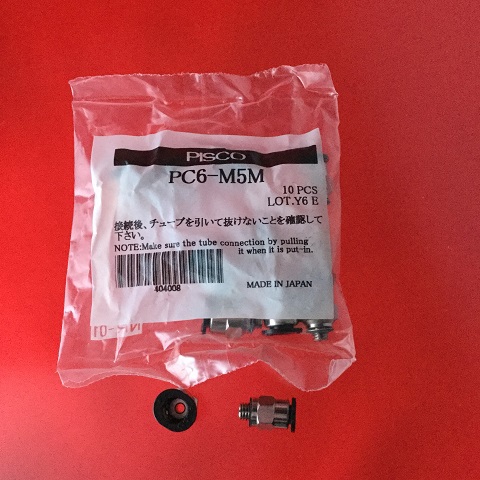 PISCO
PC6-M5M
10 PCS
LOT.Y6 E
接続後、チューブを引いて抜けないことを確認して
下さい。
NOTE:Make sure the tube connection by pulling
it when it is put-in.
404008
MADE IN JAPAN